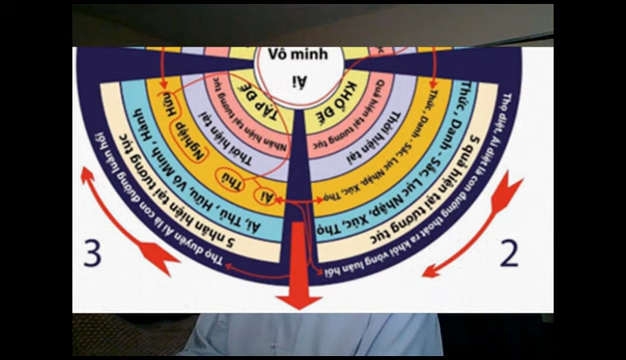 Vô minh
Ái
KHỔ ĐẾ
TẬP ĐẾ
Quả hiện tại tương tục
Nhân hiện tại tương tục
Thời hiện tại
Thời hiện tại
Thức, Danh - Sắc, Lục Nhập, Xúc, Thọ
Nghiệp Hữu
Thủ
Ái
Thức, Danh - Sắc, Lục Nhập, Xúc, Thọ
Ái, Thủ, Hữu, Vô Minh, Hành
5 quả hiện tại tương tục
5 nhân hiện tại tương tục
Thọ diệt, Ái diệt là con đường thoát ra khỏi vòng luân hồi
Thọ duyên Ái là con đường luân hồi
3
2